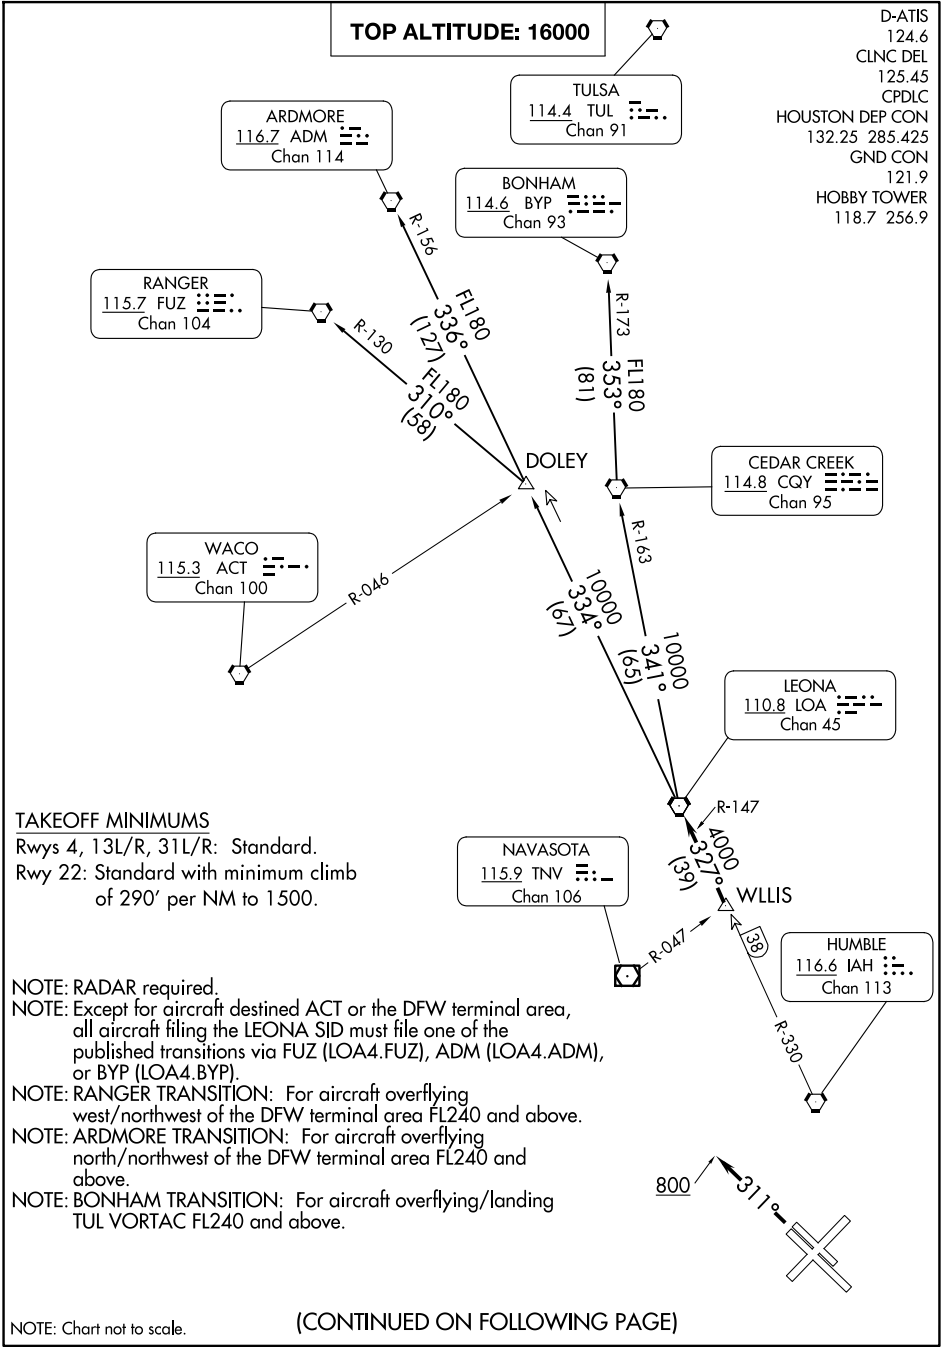 TOP ALTITUDE: 16000
D-ATIS
124.6
CLNC DEL
125.45
CPDLC
HOUSTON DEP CON
132.25 285.425
GND CON
121.9
HOBBY TOWER
118.7 256.9
TULSA
114.4 TUL
Chan 91
ARDMORE
116.7 ADM
Chan 114
BONHAM
114.6 BYP
Chan 93
RANGER
115.7 FUZ
Chan 104
R-156
FL180
336°
(127)
R-130
FL180
310°
(58)
R-173
FL180
353°
(81)
DOLEY
CEDAR CREEK
114.8 CQY
Chan 95
WACO
115.3 ACT
Chan 100
R-046
R-163
10000
334°
(67)
10000
341°
(65)
LEONA
110.8 LOA
Chan 45
R-147
4000
327°
(39)
WLLIS
TAKEOFF MINIMUMS
Rwys 4, 13L/R, 31L/R: Standard.
Rwy 22: Standard with minimum climb
of 290' per NM to 1500.
NAVASOTA
115.9 TNV
Chan 106
R-047
38
HUMBLE
116.6 IAH
Chan 113
R-330
NOTE: RADAR required.
NOTE: Except for aircraft destined ACT or the DFW terminal area,
all aircraft filing the LEONA SID must file one of the
published transitions via FUZ (LOA4.FUZ), ADM (LOA4.ADM),
or BYP (LOA4.BYP).
NOTE: RANGER TRANSITION: For aircraft overflying
west/northwest of the DFW terminal area FL240 and above.
NOTE: ARDMORE TRANSITION: For aircraft overflying
north/northwest of the DFW terminal area FL240 and
above.
NOTE: BONHAM TRANSITION: For aircraft overflying/landing
TUL VORTAC FL240 and above.
800
311°
NOTE: Chart not to scale.
(CONTINUED ON FOLLOWING PAGE)